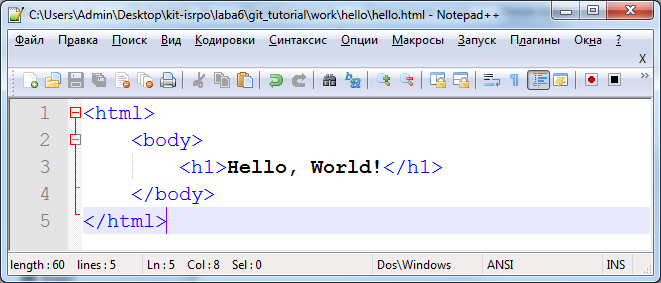 C:\Users\Admin\Desktop\kit-isrpo\laba6\git_tutorial\work\hello\hello.html - Notepad++
Файл Правка Поиск Вид Кодировки Синтаксис Опции Макросы Запуск Плагины Окна ?
X
1 <html>
2 <body>
3 <h1>Hello, World!</h1>
4 </body>
5 </html>
length : 60 lines : 5 Ln : 5 Col : 8 Sel : 0 Dos\Windows ANSI INS